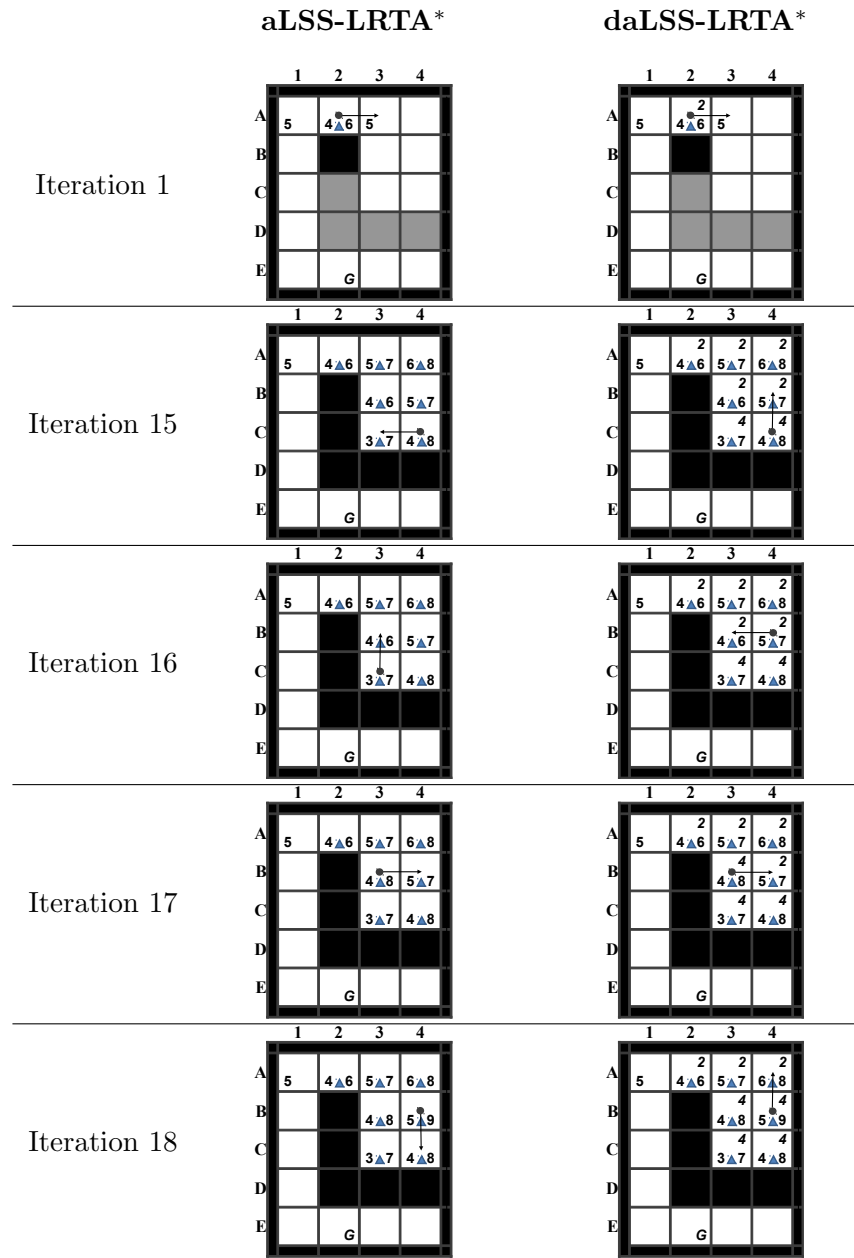 aLSS-LRTA* daLSS-LRTA*
1 2 3 4 1 2 3 4
2
A 5 4 6 5 A 5 4 6 5
B B
Iteration 1
C C
D D
E G E G
1 2 3 4 1 2 3 4
2 2 2
A 5 4 6 5 7 6 8 A 5 4 6 5 7 6 8
2 2
B 4 6 5 7 B 4 6 5 7
Iteration 15
4 4
C 3 7 4 8 C 3 7 4 8
D D
E G E G
1 2 3 4 1 2 3 4
2 2 2
A 5 4 6 5 7 6 8 A 5 4 6 5 7 6 8
2 2
B 4 6 5 7 B 4 6 5 7
Iteration 16
4 4
C 3 7 4 8 C 3 7 4 8
D D
E G E G
1 2 3 4 1 2 3 4
2 2 2
A 5 4 6 5 7 6 8 A 5 4 6 5 7 6 8
4 2
B 4 8 5 7 B 4 8 5 7
Iteration 17
4 4
C 3 7 4 8 C 3 7 4 8
D D
E G E G
1 2 3 4 1 2 3 4
2 2 2
A 5 4 6 5 7 6 8 A 5 4 6 5 7 6 8
4 4
B 4 8 5 9 B 4 8 5 9
Iteration 18
4 4
C 3 7 4 8 C 3 7 4 8
D D
E G E G